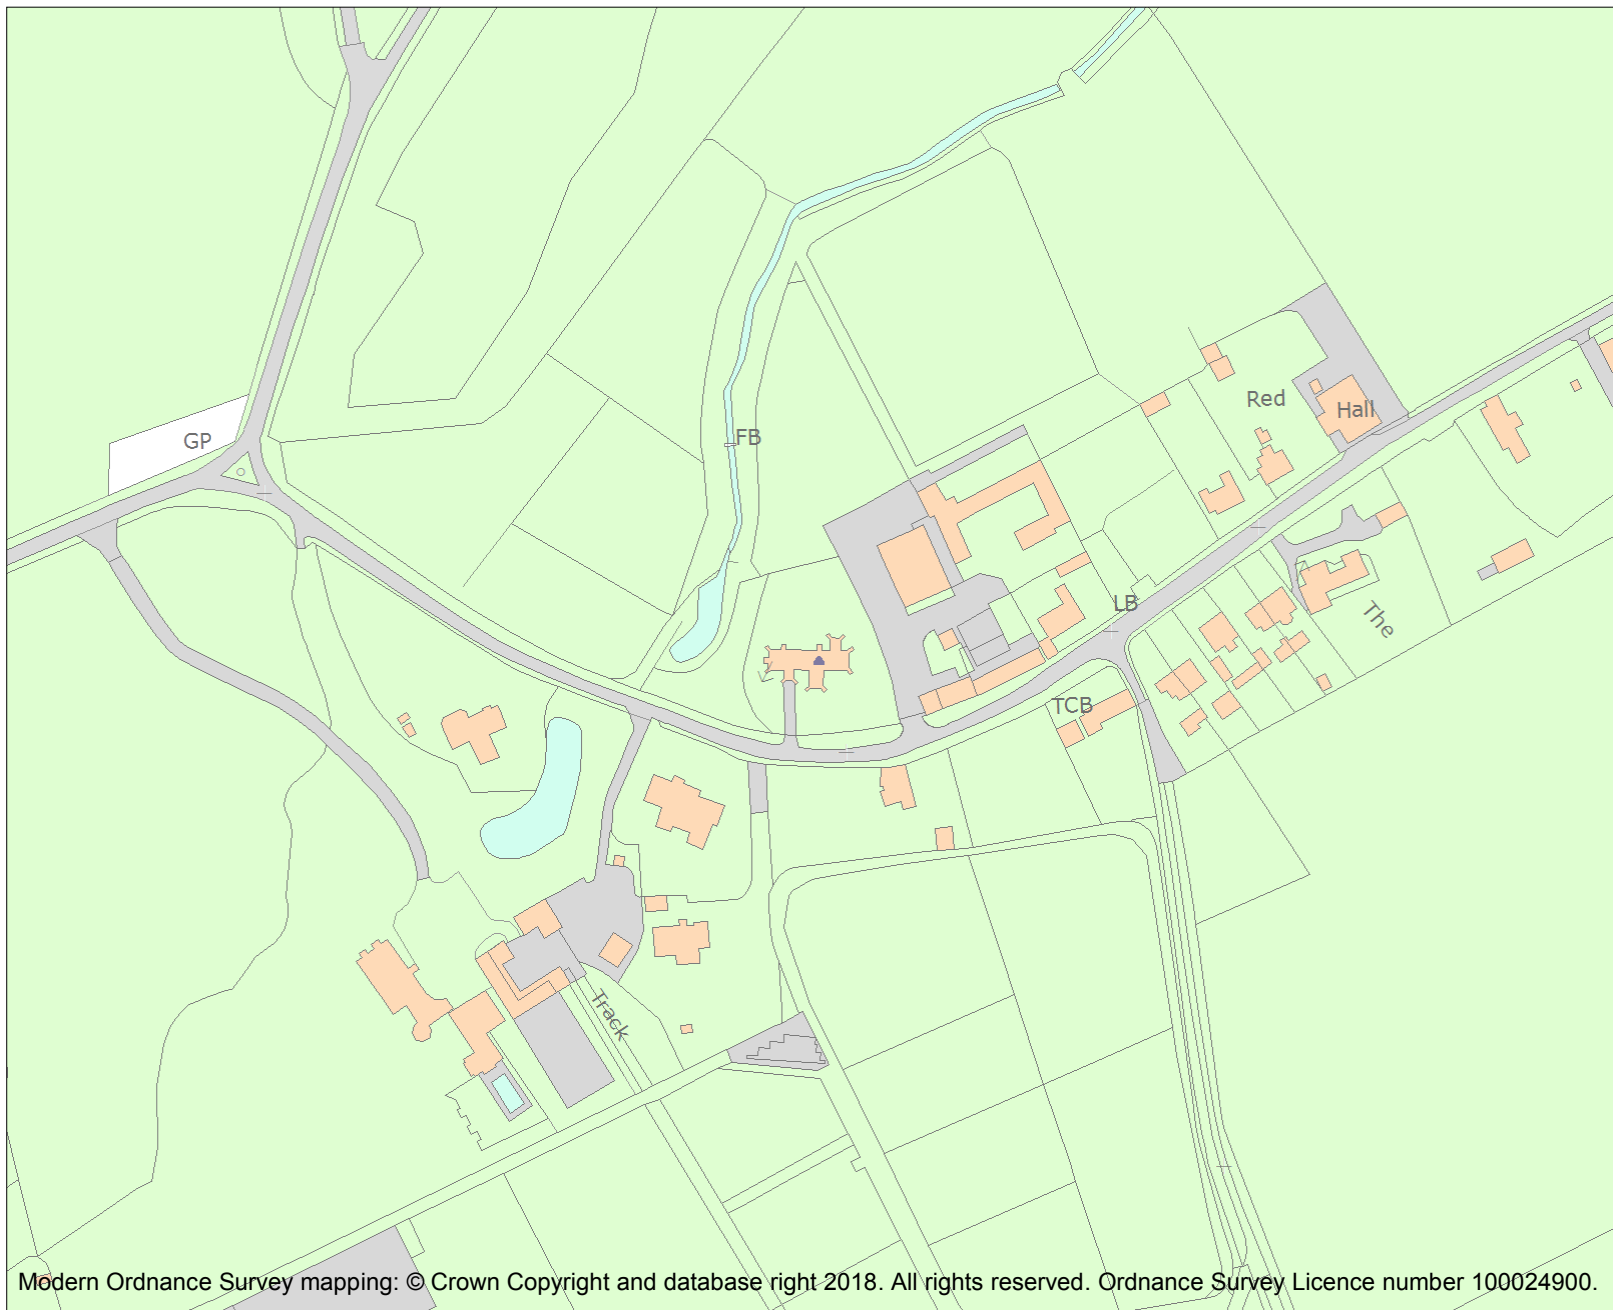 Red
Hall
GP
FB
LB
The
TCB
Track
Modern Ordnance Survey mapping: © Crown Copyright and database right 2018. All rights reserved. Ordnance Survey Licence number 100024900.